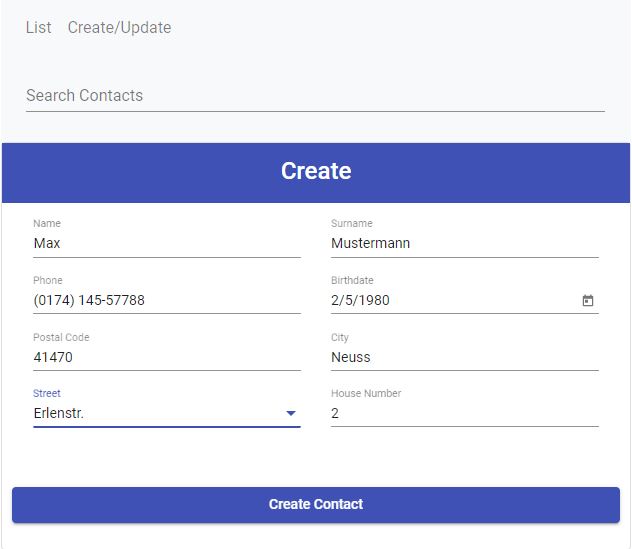 List Create/Update
Search Contacts
Create
Name Surname
Max Mustermann
Phone Birthdate
(0174) 145-57788 2/5/1980
Postal Code City
41470 Neuss
Street House Number
Erlenstr. 2
Create Contact